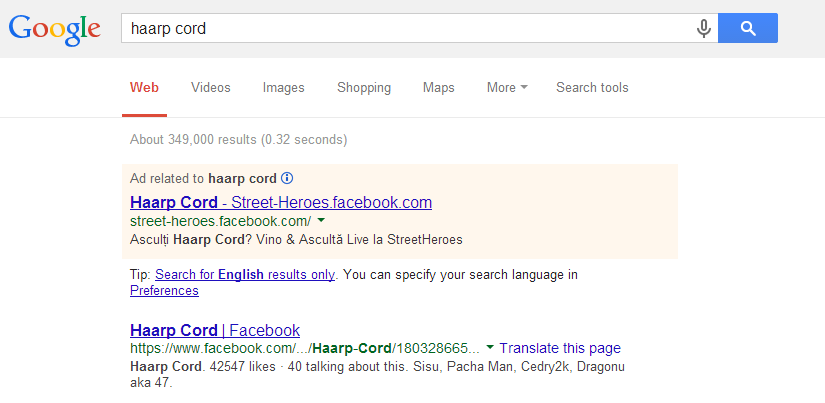 Google
haarp cord
Web Videos Images Shopping Maps More Search tools
About 349,000 results (0.32 seconds)
Ad related to haarp cord
Haarp Cord - Street-Heroes.facebook.com
street-heroes.facebook.com/
Asculți Haarp Cord? Vino & Ascultă Live la StreetHeroes
Tip: Search for English results only. You can specify your search language in
Preferences
Haarp Cord | Facebook
https://www.facebook.com/.../Haarp-Cord/180328665... Translate this page
Haarp Cord. 42547 likes · 40 talking about this. Sisu, Pacha Man, Cedry2k, Dragonu
aka 47.